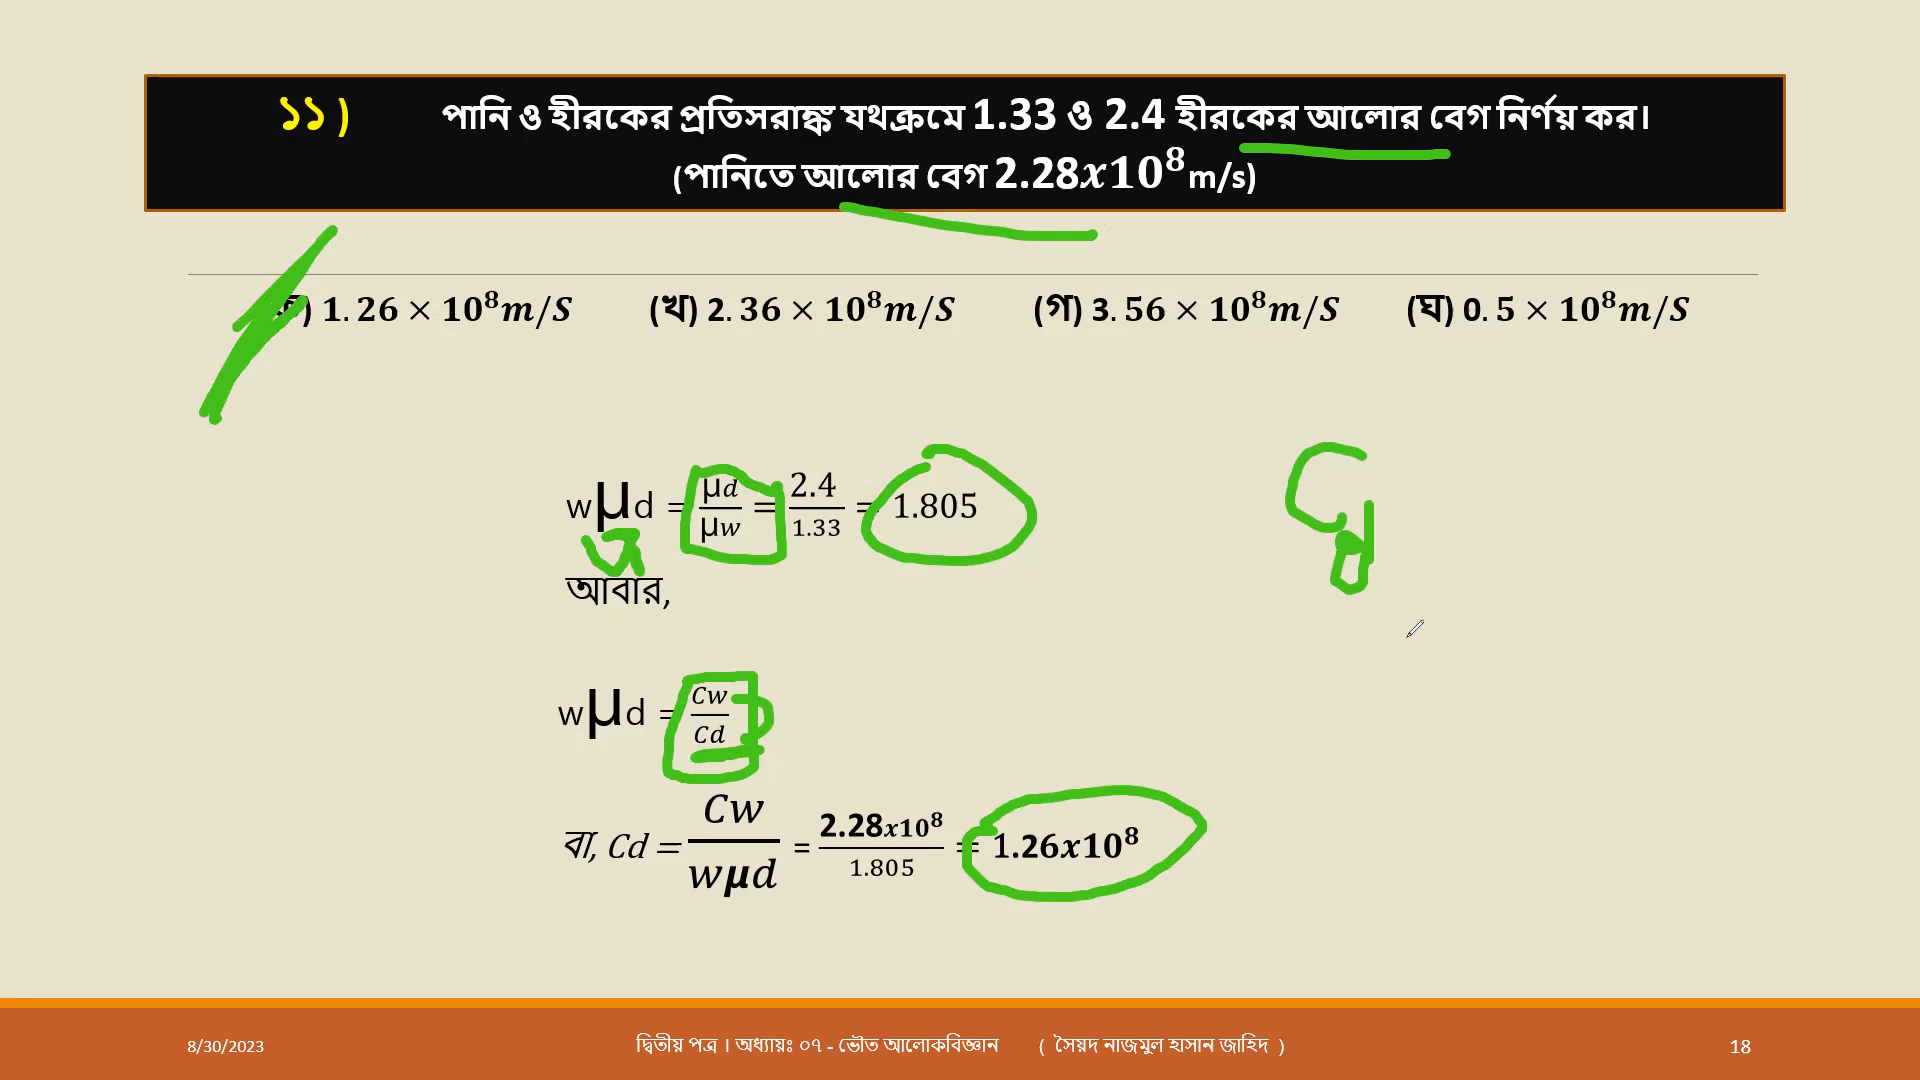 ১১ ) পানি ও হীরকের প্রতিসরাঙ্ক যথক্রমে 1.33 ও 2.4 হীরকের আলোর বেগ নির্ণয় কর।
(পানিতে আলোর বেগ 2.28x10⁸m/s)
(ক) 1.26 × 10⁸m/S (খ) 2.36 × 10⁸m/S (গ) 3.56 × 10⁸m/S (ঘ) 0.5 × 10⁸m/S
wμd = μd/μw = 2.4/1.33 = 1.805
আবার,
wμd = Cw/Cd
বা, Cd = Cw/wμd = 2.28x10⁸/1.805 = 1.26x10⁸
8/30/2023 দ্বিতীয় পত্র । অধ্যায়ঃ ০৭ - ভৌত আলোকবিজ্ঞান ( সৈয়দ নাজমুল হাসান জাহিদ ) 18